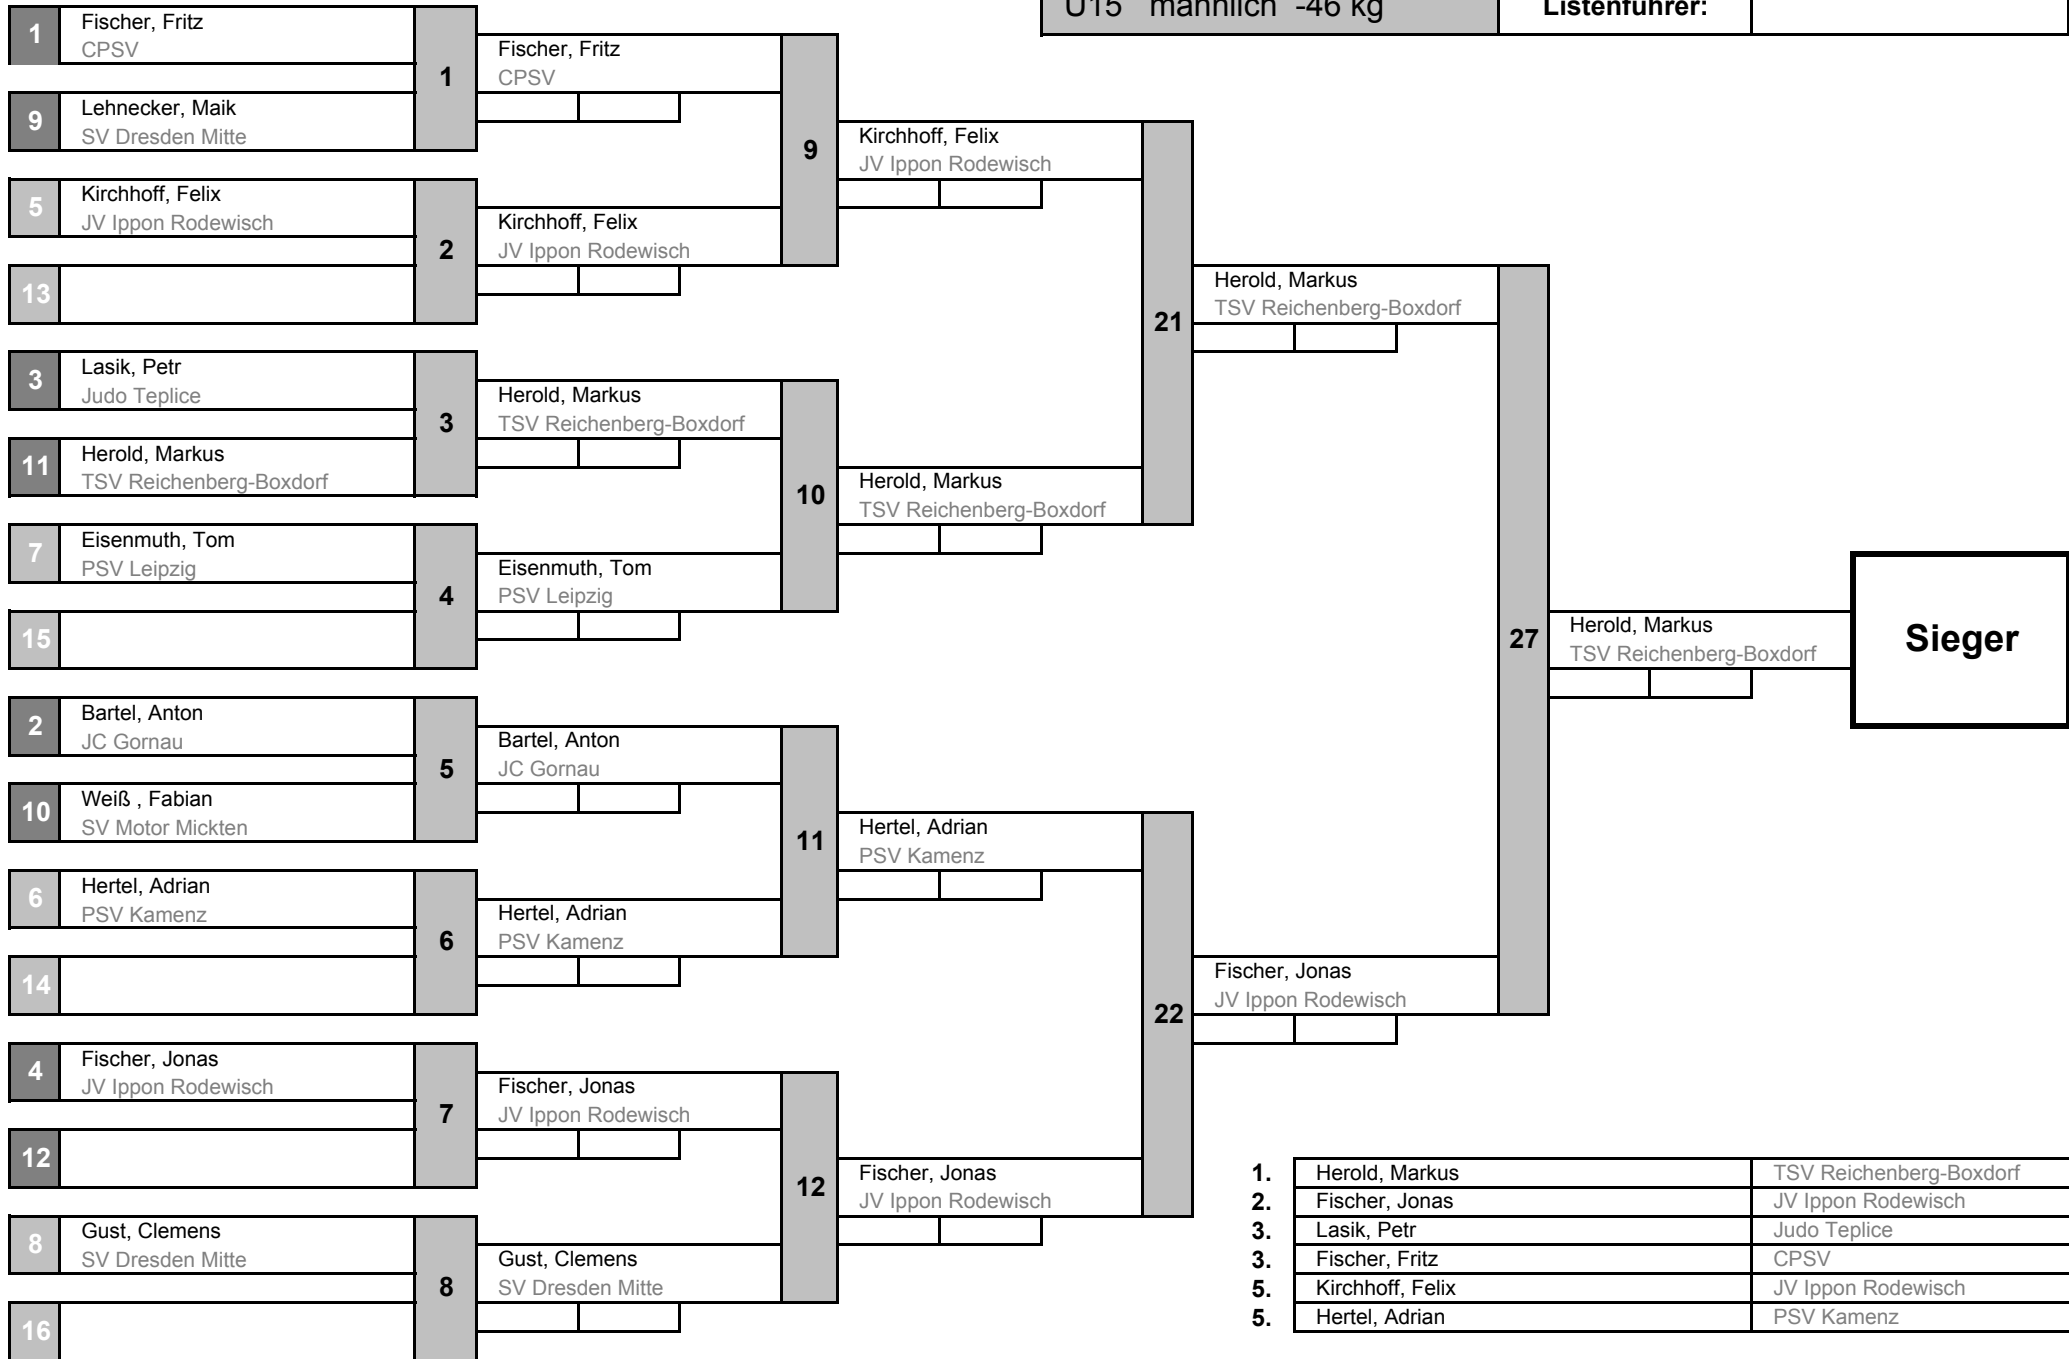 U15 männlich -46 kg
Listenführer:
1
Fischer, Fritz
CPSV
9
Lehnecker, Maik
SV Dresden Mitte
1
5
Kirchhoff, Felix
JV Ippon Rodewisch
13
2
3
Lasik, Petr
Judo Teplice
11
Herold, Markus
TSV Reichenberg-Boxdorf
3
7
Eisenmuth, Tom
PSV Leipzig
15
4
2
Bartel, Anton
JC Gornau
10
Weiß , Fabian
SV Motor Mickten
5
6
Hertel, Adrian
PSV Kamenz
14
6
4
Fischer, Jonas
JV Ippon Rodewisch
12
7
8
Gust, Clemens
SV Dresden Mitte
16
8
Fischer, Fritz
CPSV
Kirchhoff, Felix
JV Ippon Rodewisch
9
Herold, Markus
TSV Reichenberg-Boxdorf
Eisenmuth, Tom
PSV Leipzig
10
Bartel, Anton
JC Gornau
Hertel, Adrian
PSV Kamenz
11
Fischer, Jonas
JV Ippon Rodewisch
Gust, Clemens
SV Dresden Mitte
12
Kirchhoff, Felix
JV Ippon Rodewisch
Herold, Markus
TSV Reichenberg-Boxdorf
21
Hertel, Adrian
PSV Kamenz
Fischer, Jonas
JV Ippon Rodewisch
22
Herold, Markus
TSV Reichenberg-Boxdorf
Fischer, Jonas
JV Ippon Rodewisch
27
Herold, Markus
TSV Reichenberg-Boxdorf
Sieger
1. Herold, Markus TSV Reichenberg-Boxdorf
2. Fischer, Jonas JV Ippon Rodewisch
3. Lasik, Petr Judo Teplice
3. Fischer, Fritz CPSV
5. Kirchhoff, Felix JV Ippon Rodewisch
5. Hertel, Adrian PSV Kamenz